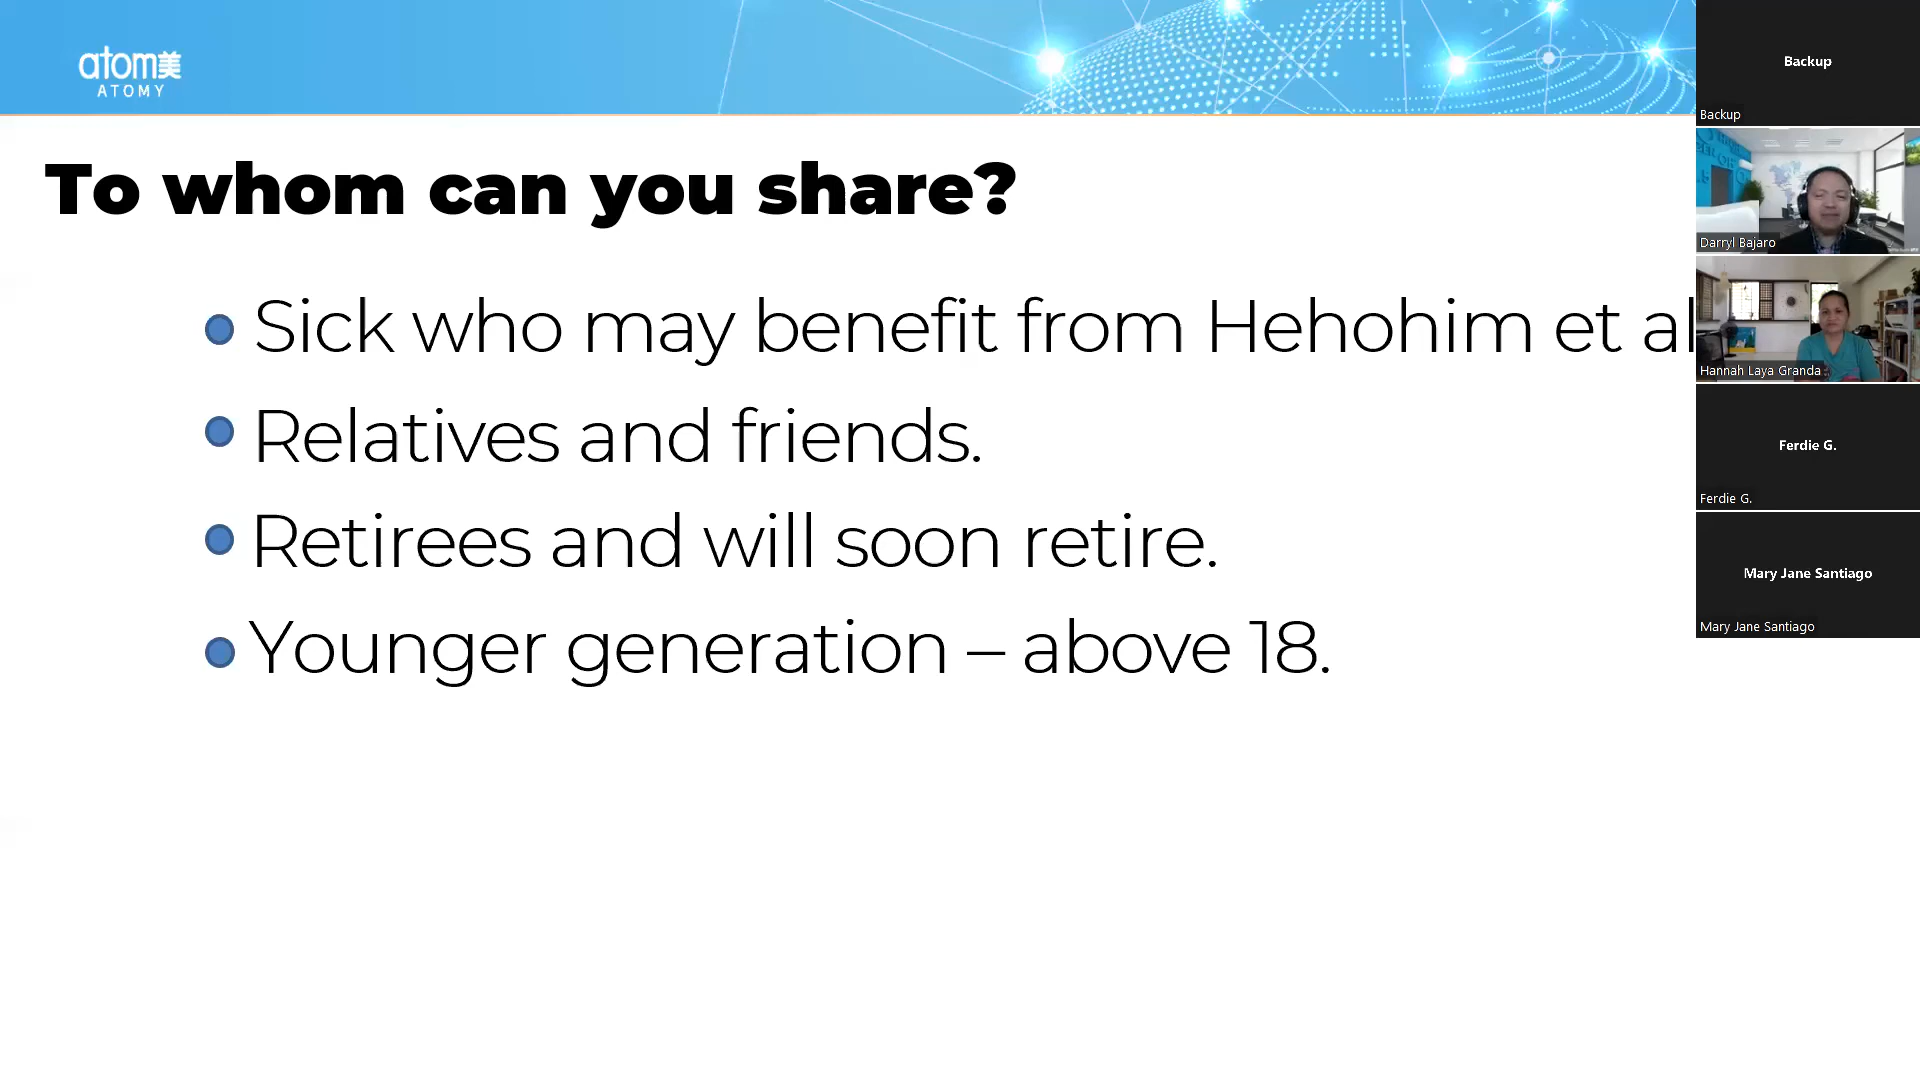 atom美
ATOMY
To whom can you share?
Sick who may benefit from Hehohim et al
Relatives and friends.
Retirees and will soon retire.
Younger generation – above 18.
Backup
Backup
Darryl Bajaro
Hannah Laya Granda
Ferdie G.
Ferdie G.
Mary Jane Santiago
Mary Jane Santiago